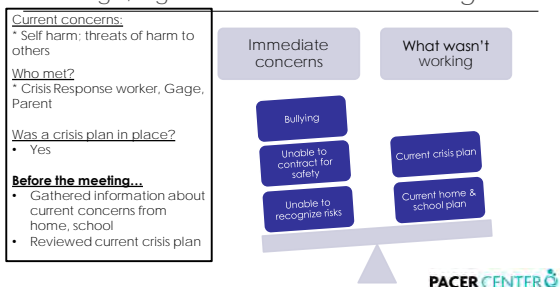 Current concerns:
* Self harm; threats of harm to
others
Who met?
* Crisis Response worker, Gage,
Parent
Was a crisis plan in place?
• Yes
Before the meeting…
• Gathered information about
current concerns from
home, school
• Reviewed current crisis plan
Immediate
concerns
What wasn't
working
Bullying
Unable to
contract for
safety
Unable to
recognize risks
Current crisis plan
Current home &
school plan
PACER CENTER